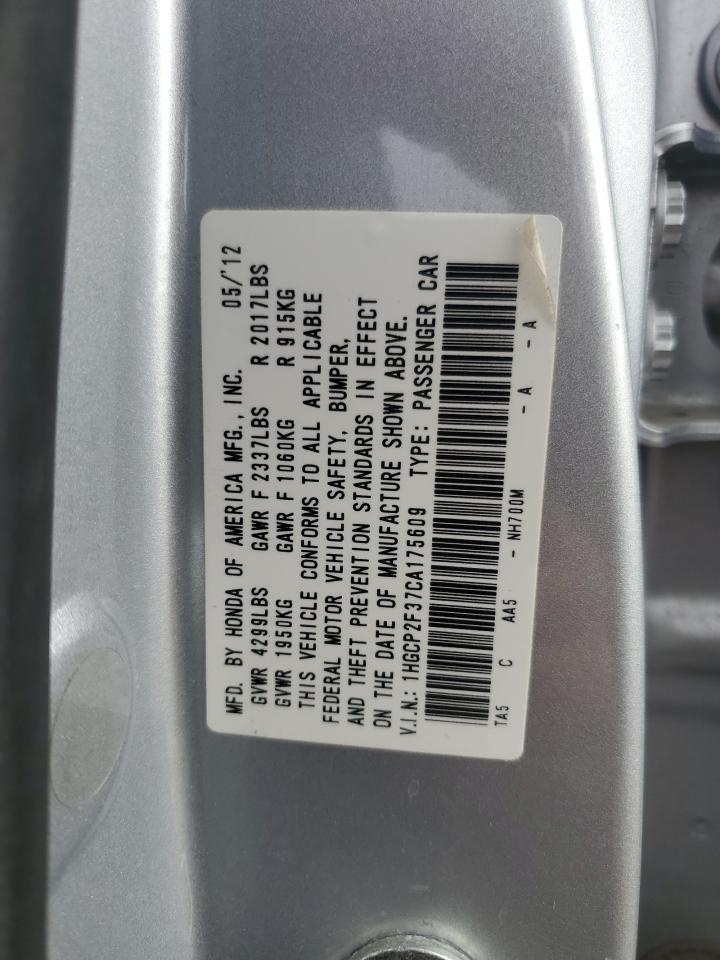 MFD. BY HONDA OF AMERICA MFG., INC. 05/'12
GVWR 4299LBS GAWR F 2337LBS R 2017LBS
GVWR 1950KG GAWR F 1060KG R 915KG
THIS VEHICLE CONFORMS TO ALL APPLICABLE
FEDERAL MOTOR VEHICLE SAFETY, BUMPER,
AND THEFT PREVENTION STANDARDS IN EFFECT
ON THE DATE OF MANUFACTURE SHOWN ABOVE.
V.I.N.: 1HGCP2F37CA175609 TYPE: PASSENGER CAR
TA5 C AA5 - NH700M - A - A